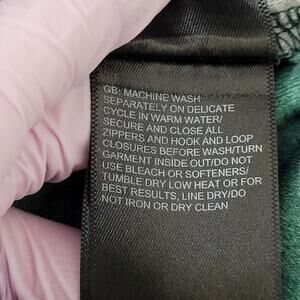 GB: MACHINE WASH
SEPARATELY ON DELICATE
CYCLE IN WARM WATER/
SECURE AND CLOSE ALL
ZIPPERS AND HOOK AND LOOP
CLOSURES BEFORE WASH/TURN
GARMENT INSIDE OUT/DO NOT
USE BLEACH OR SOFTENERS/
TUMBLE DRY LOW HEAT OR FOR
BEST RESULTS, LINE DRY/DO
NOT IRON OR DRY CLEAN